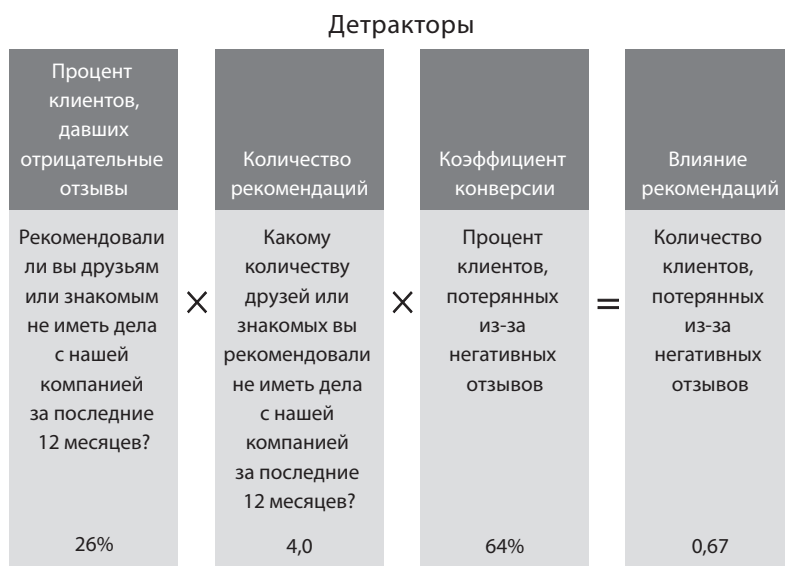 Детракторы
Процент
клиентов,
давших
отрицательные
отзывы
Количество
рекомендаций
Коэффициент
конверсии
Влияние
рекомендаций
Рекомендовали
ли вы друзьям
или знакомым
не иметь дела
с нашей
компанией
за последние
12 месяцев?
26%
×
Какому
количеству
друзей или
знакомых вы
рекомендовали
не иметь дела
с нашей
компанией
за последние
12 месяцев?
4,0
×
Процент
клиентов,
потерянных
из-за
негативных
отзывов
64%
=
Количество
клиентов,
потерянных
из-за
негативных
отзывов
0,67